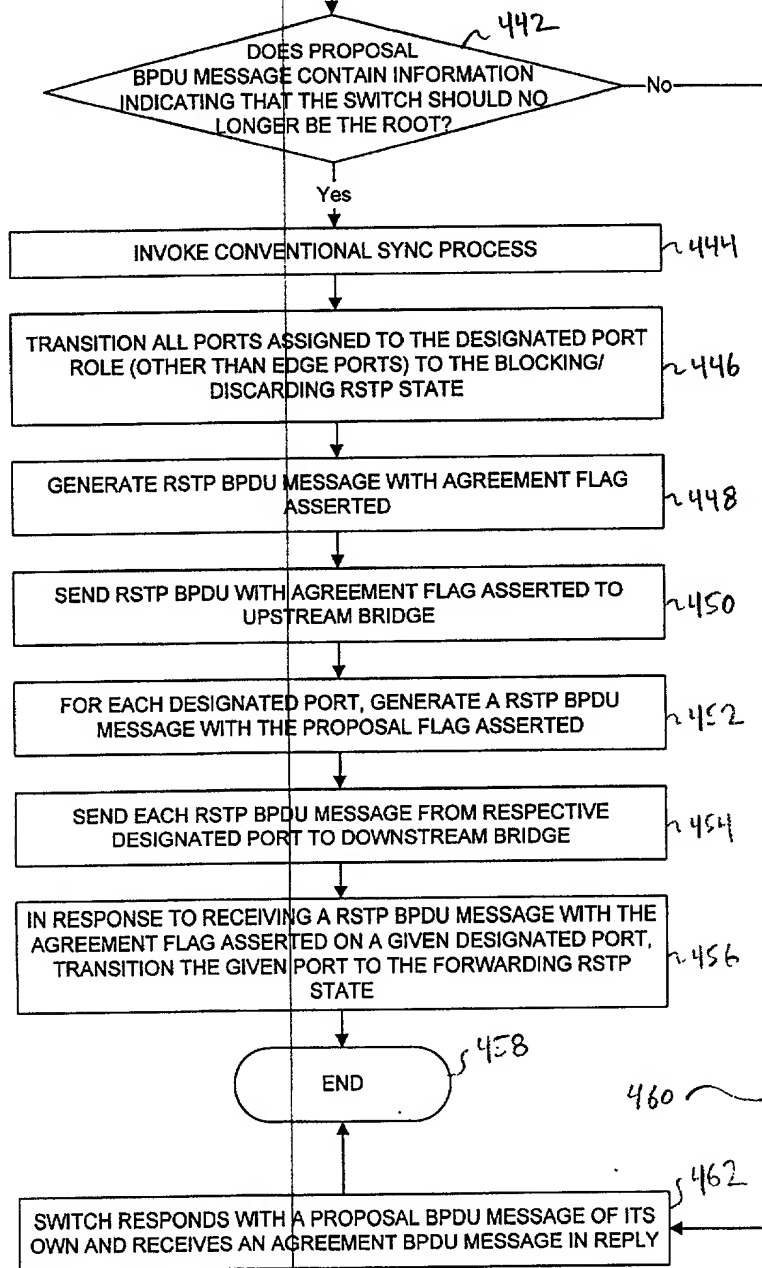 442
DOES PROPOSAL
BPDU MESSAGE CONTAIN INFORMATION
INDICATING THAT THE SWITCH SHOULD NO
LONGER BE THE ROOT?
No
Yes
INVOKE CONVENTIONAL SYNC PROCESS
444
TRANSITION ALL PORTS ASSIGNED TO THE DESIGNATED PORT
ROLE (OTHER THAN EDGE PORTS) TO THE BLOCKING/
DISCARDING RSTP STATE
446
GENERATE RSTP BPDU MESSAGE WITH AGREEMENT FLAG
ASSERTED
448
SEND RSTP BPDU WITH AGREEMENT FLAG ASSERTED TO
UPSTREAM BRIDGE
450
FOR EACH DESIGNATED PORT, GENERATE A RSTP BPDU
MESSAGE WITH THE PROPOSAL FLAG ASSERTED
452
SEND EACH RSTP BPDU MESSAGE FROM RESPECTIVE
DESIGNATED PORT TO DOWNSTREAM BRIDGE
454
IN RESPONSE TO RECEIVING A RSTP BPDU MESSAGE WITH THE
AGREEMENT FLAG ASSERTED ON A GIVEN DESIGNATED PORT,
TRANSITION THE GIVEN PORT TO THE FORWARDING RSTP
STATE
456
END
458
460
462
SWITCH RESPONDS WITH A PROPOSAL BPDU MESSAGE OF ITS
OWN AND RECEIVES AN AGREEMENT BPDU MESSAGE IN REPLY